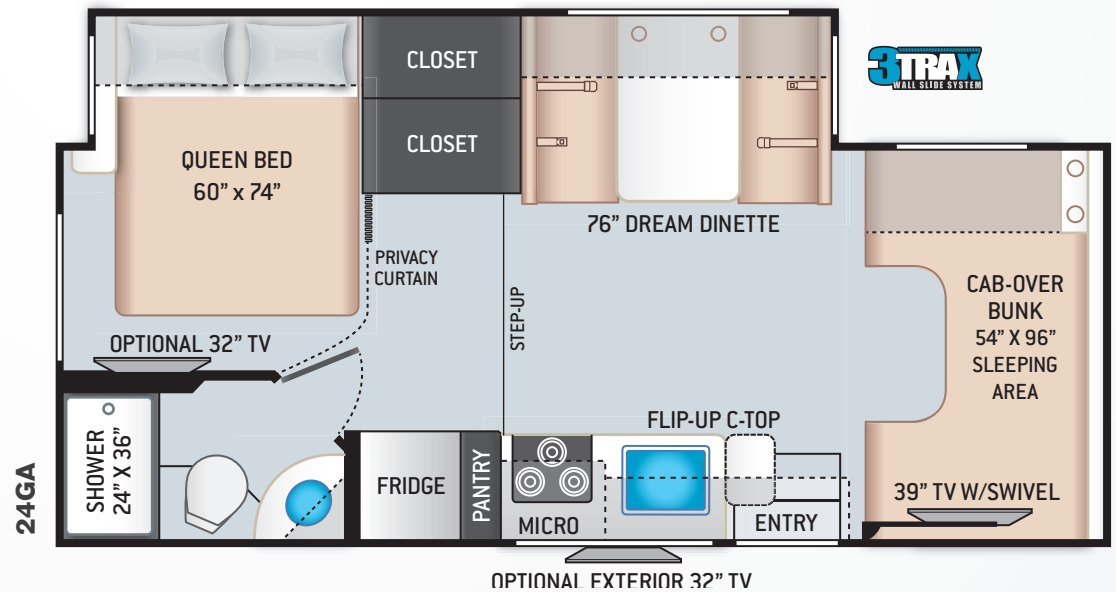 3TRAX
WALL SLIDE SYSTEM
CLOSET
CLOSET
QUEEN BED
60” x 74”
76” DREAM DINETTE
PRIVACY
CURTAIN
STEP-UP
CAB-OVER
BUNK
54” X 96”
SLEEPING
AREA
OPTIONAL 32” TV
FLIP-UP C-TOP
SHOWER
24” X 36”
FRIDGE
PANTRY
MICRO
ENTRY
39” TV W/SWIVEL
OPTIONAL EXTERIOR 32” TV
24GA